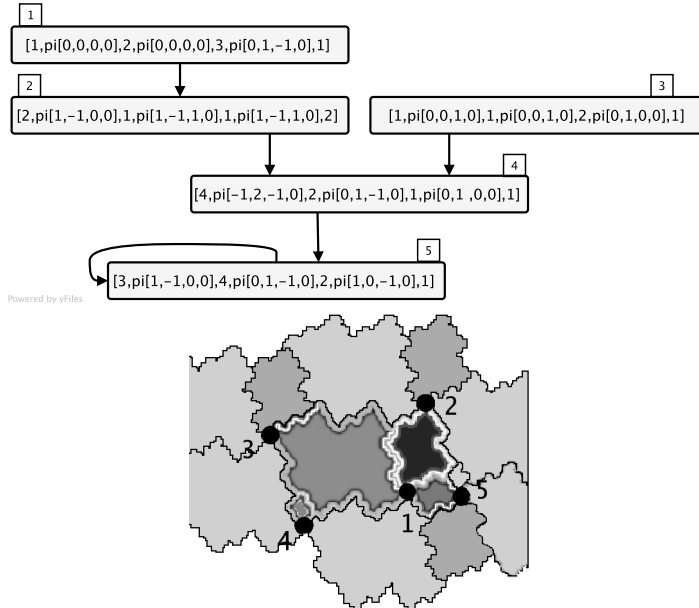 1
[1,pi[0,0,0,0],2,pi[0,0,0,0],3,pi[0,1,-1,0],1]
2
3
[2,pi[1,-1,0,0],1,pi[1,-1,1,0],1,pi[1,-1,1,0],2]
[1,pi[0,0,1,0],1,pi[0,0,1,0],2,pi[0,1,0,0],1]
4
[4,pi[-1,2,-1,0],2,pi[0,1,-1,0],1,pi[0,1 ,0,0],1]
5
[3,pi[1,-1,0,0],4,pi[0,1,-1,0],2,pi[1,0,-1,0],1]
Powered by yFiles
2
3
5
1
4